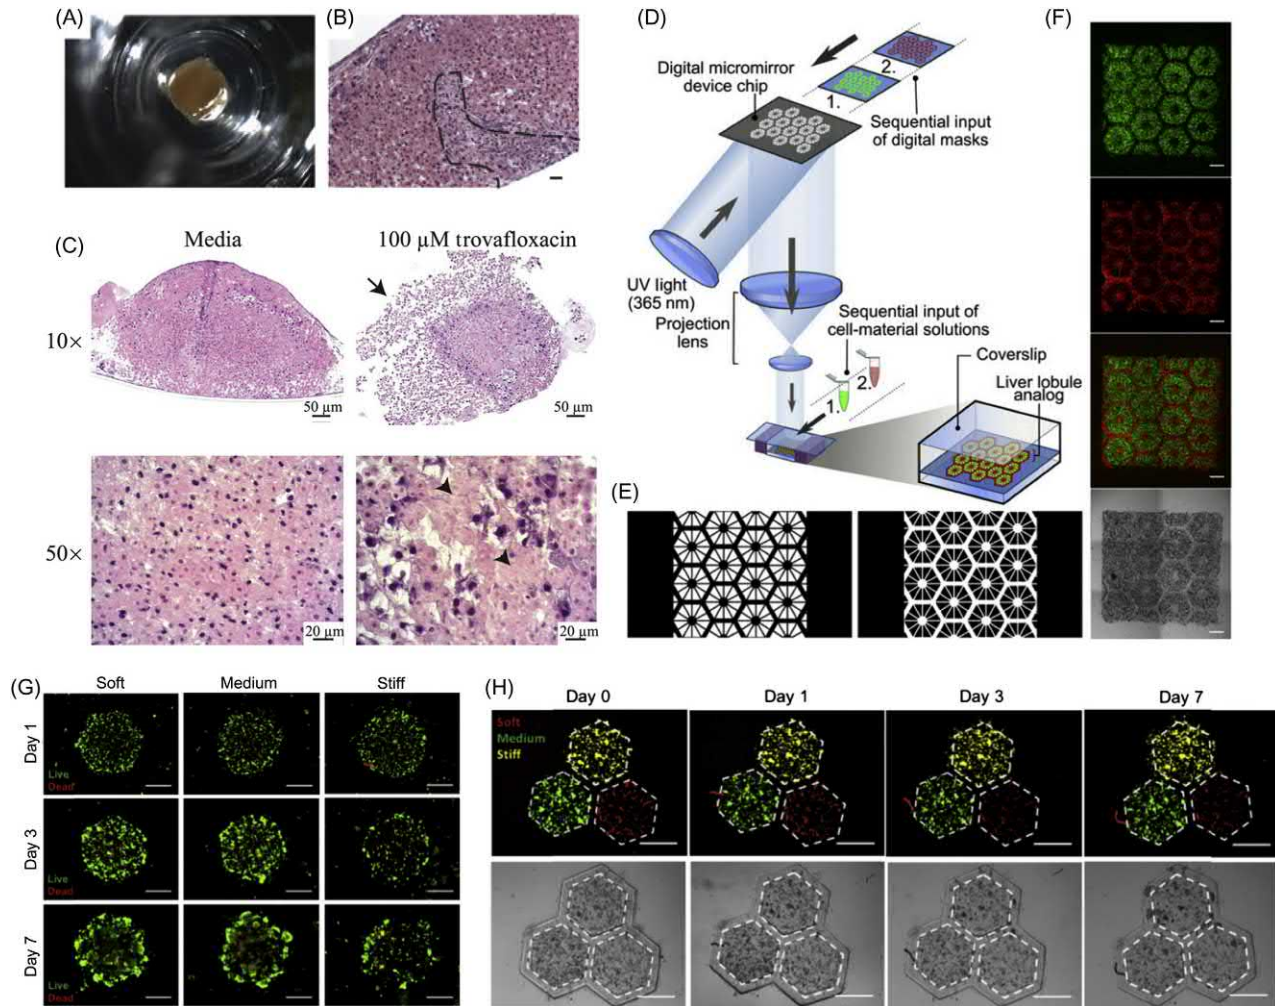 (A)
(B)
(C)
Media
100 µM trovafloxacin
10×
50 µm
50 µm
50×
20 µm
20 µm
(D)
Digital micromirror
device chip
2.
1.
Sequential input
of digital masks
UV light
(365 nm)
Projection
lens
Sequential input of
cell-material solutions
2.
1.
Coverslip
Liver lobule
analog
(E)
(F)
(G)
Soft
Medium
Stiff
Day 1
Live
Dead
Day 3
Live
Dead
Day 7
Live
Dead
(H)
Day 0
Day 1
Day 3
Day 7
Soft
Medium
Stiff